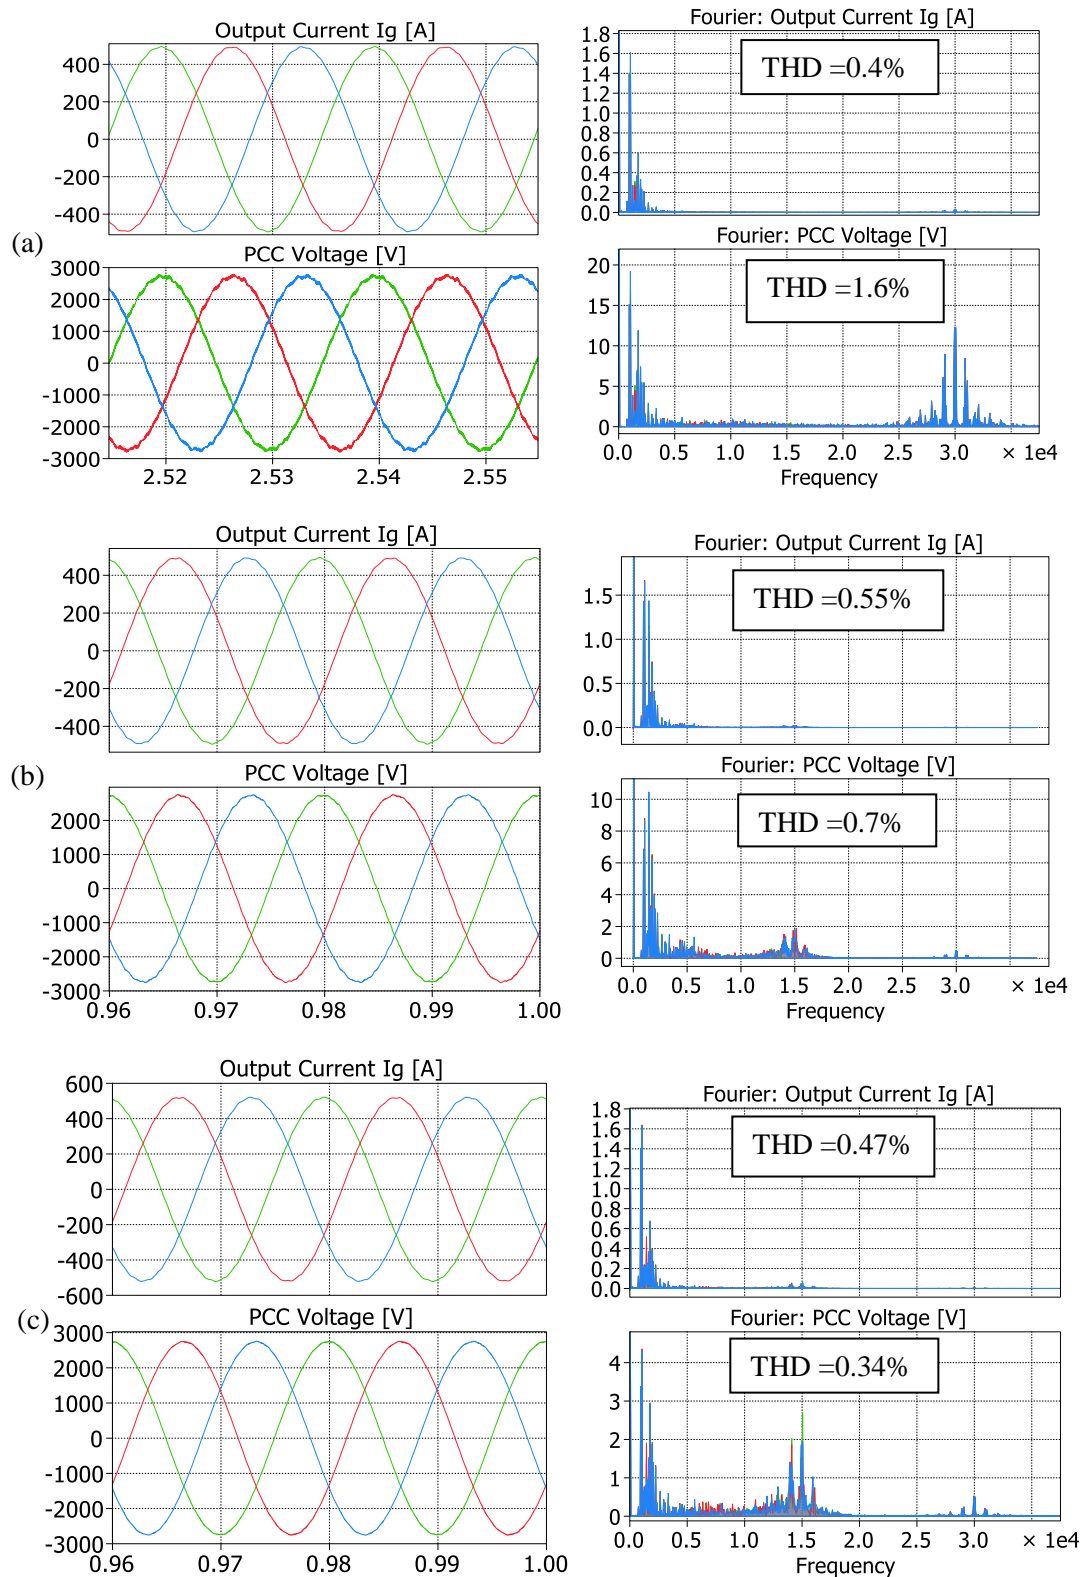 (a)
Output Current Ig [A]
400
200
0
-200
-400
PCC Voltage [V]
3000
2000
1000
0
-1000
-2000
-3000
2.52 2.53 2.54 2.55
Fourier: Output Current Ig [A]
THD =0.4%
1.8
1.6
1.4
1.2
1.0
0.8
0.6
0.4
0.2
0.0
Fourier: PCC Voltage [V]
THD =1.6%
20
15
10
5
0
0.0 0.5 1.0 1.5 2.0 2.5 3.0 × 1e4
Frequency
(b)
Output Current Ig [A]
400
200
0
-200
-400
PCC Voltage [V]
2000
1000
0
-1000
-2000
-3000
0.96 0.97 0.98 0.99 1.00
Fourier: Output Current Ig [A]
THD =0.55%
1.5
1.0
0.5
0.0
Fourier: PCC Voltage [V]
THD =0.7%
10
8
6
4
2
0
0.0 0.5 1.0 1.5 2.0 2.5 3.0 × 1e4
Frequency
(c)
Output Current Ig [A]
600
400
200
0
-200
-400
-600
PCC Voltage [V]
3000
2000
1000
0
-1000
-2000
-3000
0.96 0.97 0.98 0.99 1.00
Fourier: Output Current Ig [A]
THD =0.47%
1.8
1.6
1.4
1.2
1.0
0.8
0.6
0.4
0.2
0.0
Fourier: PCC Voltage [V]
THD =0.34%
4
3
2
1
0
0.0 0.5 1.0 1.5 2.0 2.5 3.0 × 1e4
Frequency